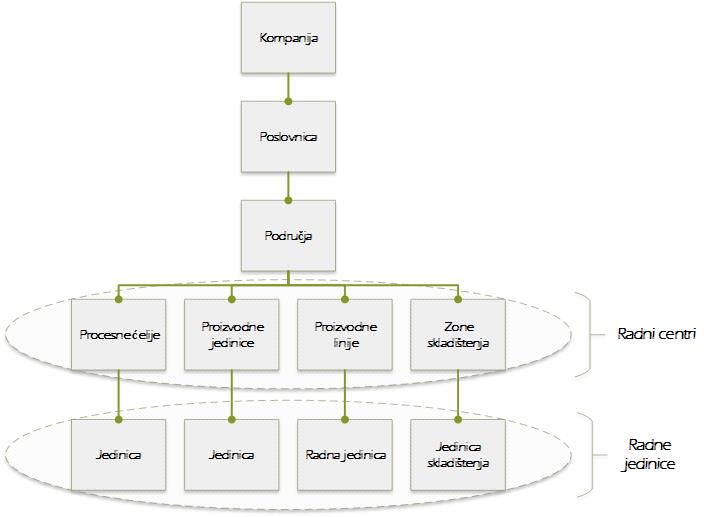 Kompanija
Poslovnica
Područja
Procesne ćelije
Proizvodne
jedinice
Proizvodne
linije
Zone
skladištenja
Radni centri
Jedinica
Jedinica
Radna jedinica
Jedinica
skladištenja
Radne
jedinice